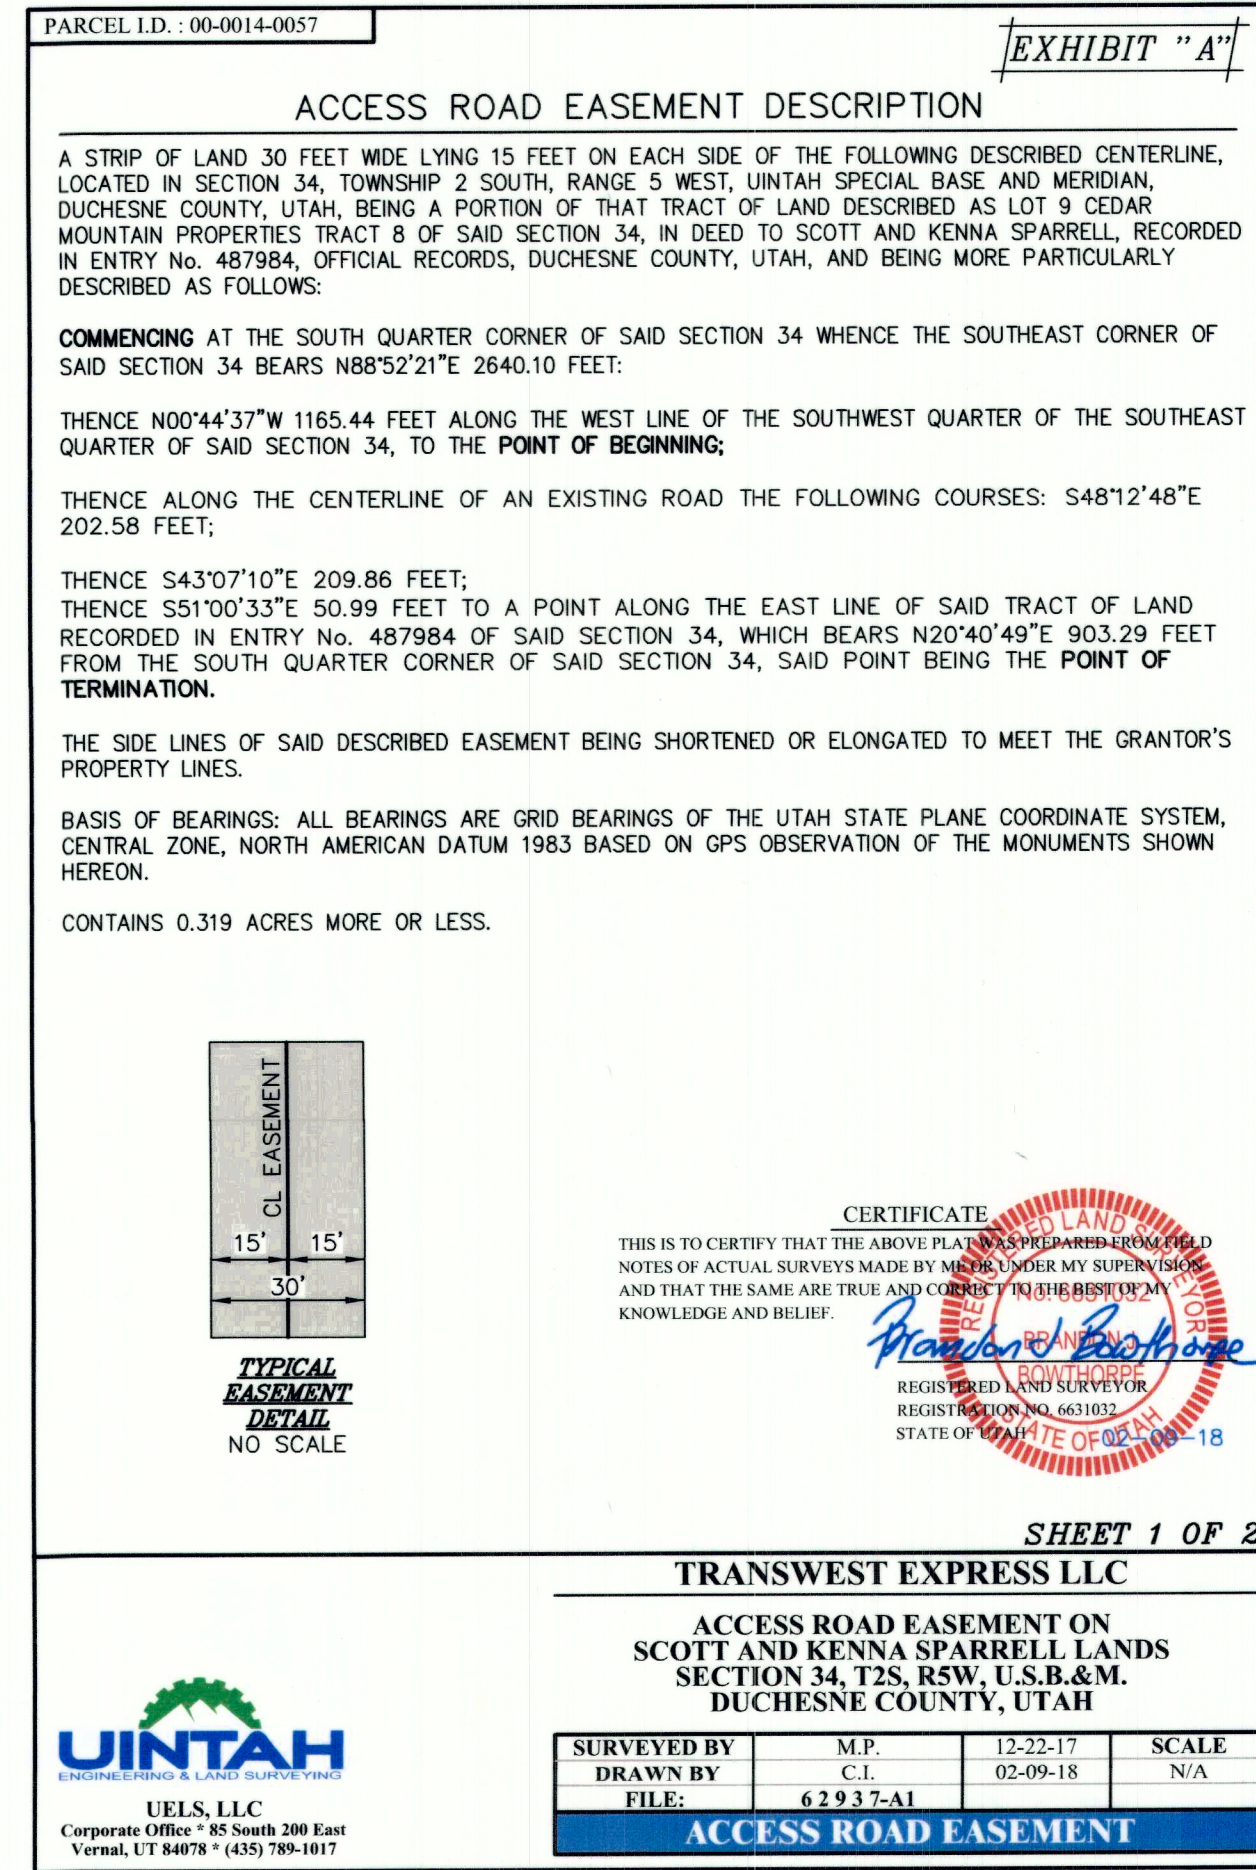 PARCEL I.D. : 00-0014-0057
EXHIBIT "A"
ACCESS ROAD EASEMENT DESCRIPTION
A STRIP OF LAND 30 FEET WIDE LYING 15 FEET ON EACH SIDE OF THE FOLLOWING DESCRIBED CENTERLINE,
LOCATED IN SECTION 34, TOWNSHIP 2 SOUTH, RANGE 5 WEST, UINTAH SPECIAL BASE AND MERIDIAN,
DUCHESNE COUNTY, UTAH, BEING A PORTION OF THAT TRACT OF LAND DESCRIBED AS LOT 9 CEDAR
MOUNTAIN PROPERTIES TRACT 8 OF SAID SECTION 34, IN DEED TO SCOTT AND KENNA SPARRELL, RECORDED
IN ENTRY No. 487984, OFFICIAL RECORDS, DUCHESNE COUNTY, UTAH, AND BEING MORE PARTICULARLY
DESCRIBED AS FOLLOWS:
COMMENCING AT THE SOUTH QUARTER CORNER OF SAID SECTION 34 WHENCE THE SOUTHEAST CORNER OF
SAID SECTION 34 BEARS N88°52'21"E 2640.10 FEET:
THENCE N00°44'37"W 1165.44 FEET ALONG THE WEST LINE OF THE SOUTHWEST QUARTER OF THE SOUTHEAST
QUARTER OF SAID SECTION 34, TO THE POINT OF BEGINNING;
THENCE ALONG THE CENTERLINE OF AN EXISTING ROAD THE FOLLOWING COURSES: S48°12'48"E
202.58 FEET;
THENCE S43°07'10"E 209.86 FEET;
THENCE S51°00'33"E 50.99 FEET TO A POINT ALONG THE EAST LINE OF SAID TRACT OF LAND
RECORDED IN ENTRY No. 487984 OF SAID SECTION 34, WHICH BEARS N20°40'49"E 903.29 FEET
FROM THE SOUTH QUARTER CORNER OF SAID SECTION 34, SAID POINT BEING THE POINT OF
TERMINATION.
THE SIDE LINES OF SAID DESCRIBED EASEMENT BEING SHORTENED OR ELONGATED TO MEET THE GRANTOR'S
PROPERTY LINES.
BASIS OF BEARINGS: ALL BEARINGS ARE GRID BEARINGS OF THE UTAH STATE PLANE COORDINATE SYSTEM,
CENTRAL ZONE, NORTH AMERICAN DATUM 1983 BASED ON GPS OBSERVATION OF THE MONUMENTS SHOWN
HEREON.
CONTAINS 0.319 ACRES MORE OR LESS.
CL EASEMENT
15' 15'
30'
TYPICAL
EASEMENT
DETAIL
NO SCALE
CERTIFICATE
THIS IS TO CERTIFY THAT THE ABOVE PLAT WAS PREPARED FROM FIELD
NOTES OF ACTUAL SURVEYS MADE BY ME OR UNDER MY SUPERVISION
AND THAT THE SAME ARE TRUE AND CORRECT TO THE BEST OF MY
KNOWLEDGE AND BELIEF.
Brandon J Bowthorpe
REGISTERED LAND SURVEYOR
REGISTRATION NO. 6631032
STATE OF UTAH
REGISTERED LAND SURVEYOR
No. 6631032
BRANDON J.
BOWTHORPE
STATE OF UTAH
02-09-18
SHEET 1 OF 2
TRANSWEST EXPRESS LLC
ACCESS ROAD EASEMENT ON
SCOTT AND KENNA SPARRELL LANDS
SECTION 34, T2S, R5W, U.S.B.&M.
DUCHESNE COUNTY, UTAH
SURVEYED BY M.P. 12-22-17 SCALE
DRAWN BY C.I. 02-09-18 N/A
FILE: 6 2 9 3 7-A1
ACCESS ROAD EASEMENT
UINTAH
ENGINEERING & LAND SURVEYING
UELS, LLC
Corporate Office * 85 South 200 East
Vernal, UT 84078 * (435) 789-1017